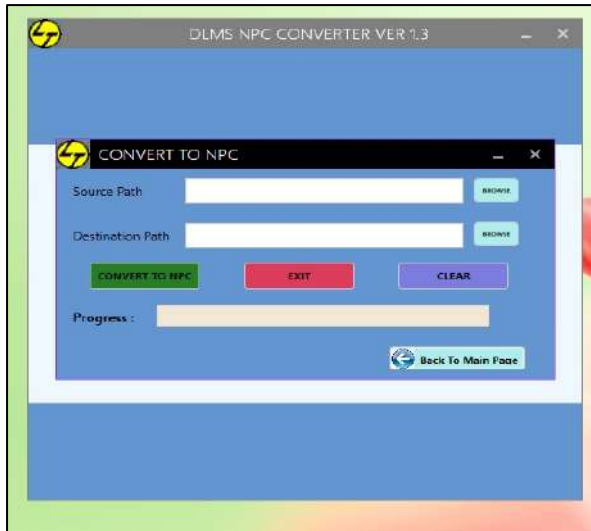 DLMS NPC CONVERTER VER 1.3
CONVERT TO NPC
Source Path
BROWSE
Destination Path
BROWSE
CONVERT TO NPC EXIT CLEAR
Progress :
Back To Main Page